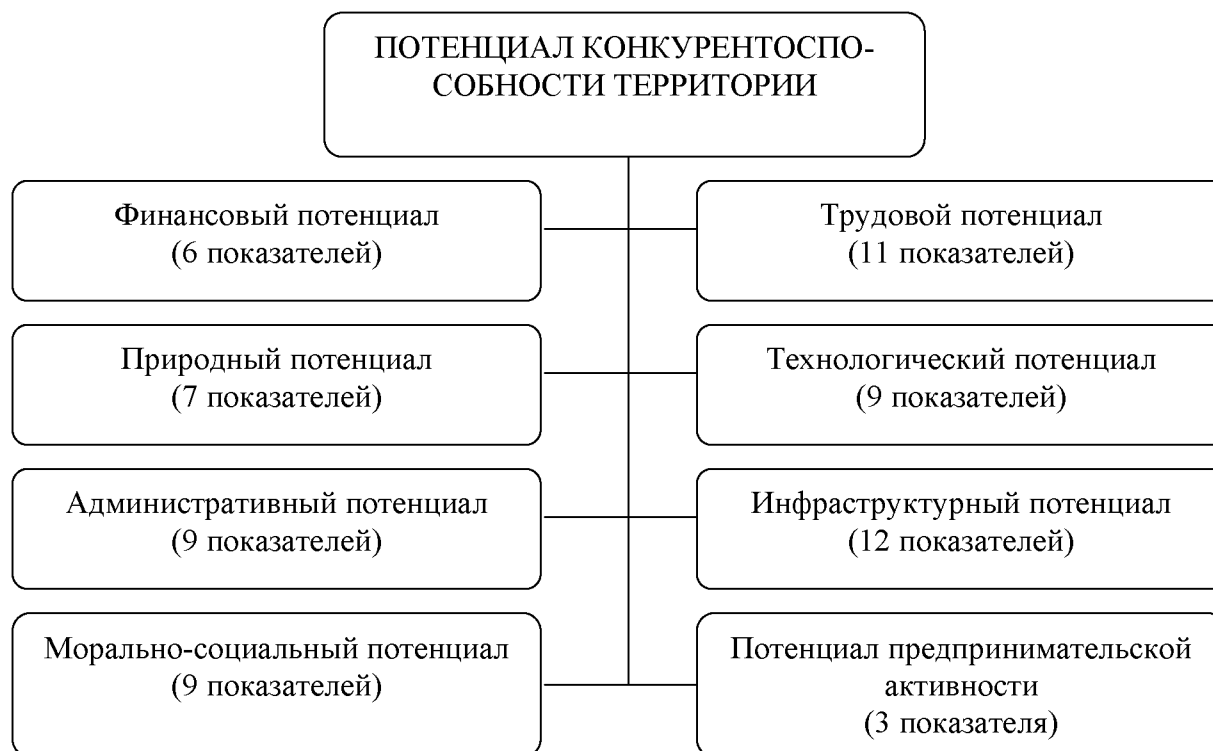 ПОТЕНЦИАЛ КОНКУРЕНТОСПО-
СОБНОСТИ ТЕРРИТОРИИ
Финансовый потенциал
(6 показателей)
Трудовой потенциал
(11 показателей)
Природный потенциал
(7 показателей)
Технологический потенциал
(9 показателей)
Административный потенциал
(9 показателей)
Инфраструктурный потенциал
(12 показателей)
Морально-социальный потенциал
(9 показателей)
Потенциал предпринимательской
активности
(3 показателя)